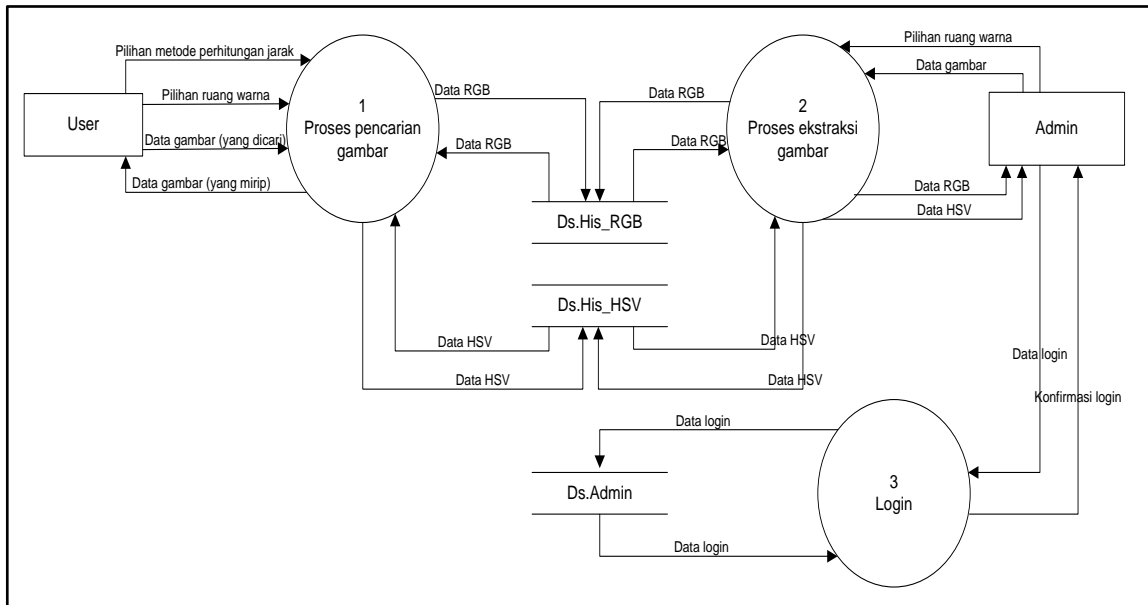 Pilihan metode perhitungan jarak
Pilihan ruang warna
User
Data gambar (yang dicari)
Data gambar (yang mirip)
1
Proses pencarian
gambar
Data RGB
Data RGB
Data RGB
Data RGB
2
Proses ekstraksi
gambar
Pilihan ruang warna
Data gambar
Admin
Data RGB
Data HSV
Ds.His_RGB
Ds.His_HSV
Data HSV
Data HSV
Data HSV
Data HSV
Data login
Konfirmasi login
Data login
Ds.Admin
Data login
3
Login